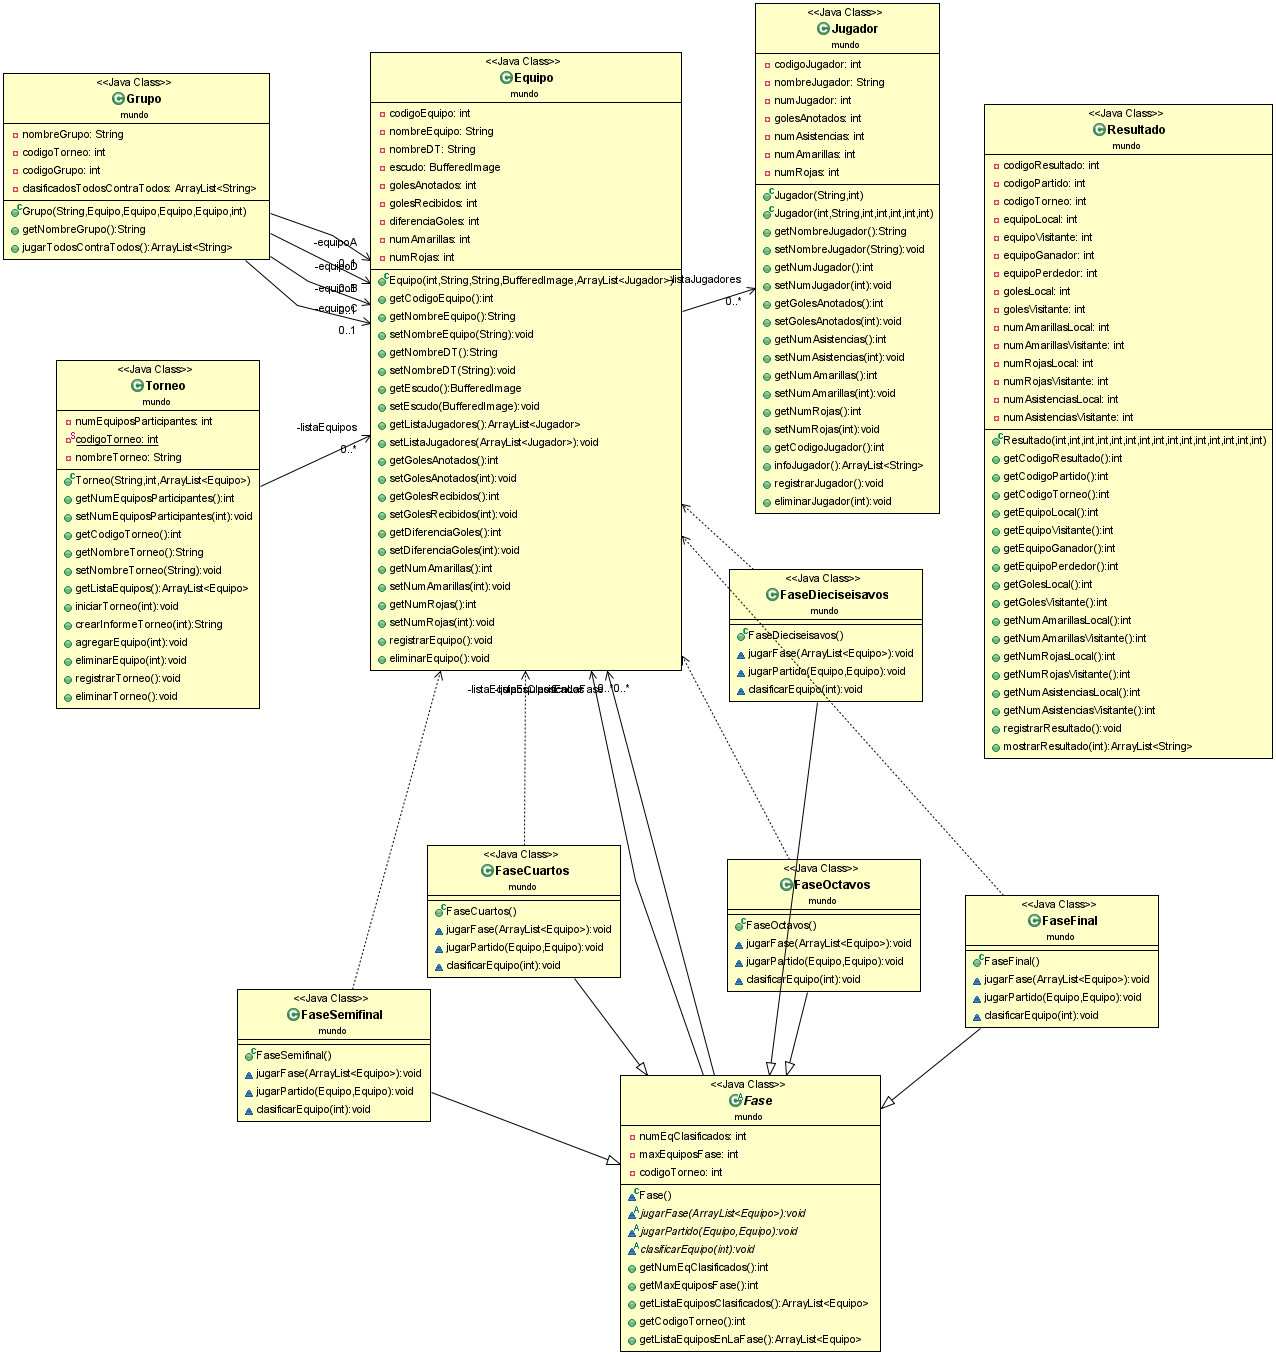 <<Java Class>>
Grupo
mundo
nombreGrupo: String
codigoTorneo: int
codigoGrupo: int
clasificadosTodosContraTodos: ArrayList<String>
Grupo(String,Equipo,Equipo,Equipo,Equipo,int)
getNombreGrupo():String
jugarTodosContraTodos():ArrayList<String>
-equipoA
-equipoD
-equipoC
0..1
<<Java Class>>
Torneo
mundo
numEquiposParticipantes: int
codigoTorneo: int
nombreTorneo: String
Torneo(String,int,ArrayList<Equipo>)
getNumEquiposParticipantes():int
setNumEquiposParticipantes(int):void
getCodigoTorneo():int
getNombreTorneo():String
setNombreTorneo(String):void
getListaEquipos():ArrayList<Equipo>
iniciarTorneo(int):void
crearInformeTorneo(int):String
agregarEquipo(int):void
eliminarEquipo(int):void
registrarTorneo():void
eliminarTorneo():void
-listaEquipos
0..*
<<Java Class>>
Equipo
mundo
codigoEquipo: int
nombreEquipo: String
nombreDT: String
escudo: BufferedImage
golesAnotados: int
golesRecibidos: int
diferenciaGoles: int
numAmarillas: int
numRojas: int
Equipo(int,String,String,BufferedImage,ArrayList<Jugador>)
getCodigoEquipo():int
getNombreEquipo():String
setNombreEquipo(String):void
getNombreDT():String
setNombreDT(String):void
getEscudo():BufferedImage
setEscudo(BufferedImage):void
getListaJugadores():ArrayList<Jugador>
setListaJugadores(ArrayList<Jugador>):void
getGolesAnotados():int
setGolesAnotados(int):void
getGolesRecibidos():int
setGolesRecibidos(int):void
getDiferenciaGoles():int
setDiferenciaGoles(int):void
getNumAmarillas():int
setNumAmarillas(int):void
getNumRojas():int
setNumRojas(int):void
registrarEquipo():void
eliminarEquipo():void
-listaJugadores
0..*
0..*
<<Java Class>>
Jugador
mundo
codigoJugador: int
nombreJugador: String
numJugador: int
golesAnotados: int
numAsistencias: int
numAmarillas: int
numRojas: int
Jugador(String,int)
Jugador(int,String,int,int,int,int,int)
getNombreJugador():String
setNombreJugador(String):void
getNumJugador():int
setNumJugador(int):void
getGolesAnotados():int
setGolesAnotados(int):void
getNumAsistencias():int
setNumAsistencias(int):void
getNumAmarillas():int
setNumAmarillas(int):void
getNumRojas():int
setNumRojas(int):void
getCodigoJugador():int
infoJugador():ArrayList<String>
registrarJugador():void
eliminarJugador(int):void
<<Java Class>>
Resultado
mundo
codigoResultado: int
codigoPartido: int
codigoTorneo: int
equipoLocal: int
equipoVisitante: int
equipoGanador: int
equipoPerdedor: int
golesLocal: int
golesVisitante: int
numAmarillasLocal: int
numAmarillasVisitante: int
numRojasLocal: int
numRojasVisitante: int
numAsistenciasLocal: int
numAsistenciasVisitante: int
Resultado(int,int,int,int,int,int,int,int,int,int,int,int,int,int,int)
getCodigoResultado():int
getCodigoPartido():int
getCodigoTorneo():int
getEquipoLocal():int
getEquipoVisitante():int
getEquipoGanador():int
getEquipoPerdedor():int
getGolesLocal():int
getGolesVisitante():int
getNumAmarillasLocal():int
getNumAmarillasVisitante():int
getNumRojasLocal():int
getNumRojasVisitante():int
getNumAsistenciasLocal():int
getNumAsistenciasVisitante():int
registrarResultado():void
mostrarResultado(int):ArrayList<String>
<<Java Class>>
FaseDieciseisavos
mundo
FaseDieciseisavos()
jugarFase(ArrayList<Equipo>):void
jugarPartido(Equipo,Equipo):void
clasificarEquipo(int):void
<<Java Class>>
FaseCuartos
mundo
FaseCuartos()
jugarFase(ArrayList<Equipo>):void
jugarPartido(Equipo,Equipo):void
clasificarEquipo(int):void
<<Java Class>>
FaseOctavos
mundo
FaseOctavos()
jugarFase(ArrayList<Equipo>):void
jugarPartido(Equipo,Equipo):void
clasificarEquipo(int):void
<<Java Class>>
FaseFinal
mundo
FaseFinal()
jugarFase(ArrayList<Equipo>):void
jugarPartido(Equipo,Equipo):void
clasificarEquipo(int):void
<<Java Class>>
FaseSemifinal
mundo
FaseSemifinal()
jugarFase(ArrayList<Equipo>):void
jugarPartido(Equipo,Equipo):void
clasificarEquipo(int):void
<<Java Class>>
Fase
mundo
numEqClasificados: int
maxEquiposFase: int
codigoTorneo: int
Fase()
jugarFase(ArrayList<Equipo>):void
jugarPartido(Equipo,Equipo):void
clasificarEquipo(int):void
getNumEqClasificados():int
getMaxEquiposFase():int
getListaEquiposClasificados():ArrayList<Equipo>
getCodigoTorneo():int
getListaEquiposEnLaFase():ArrayList<Equipo>